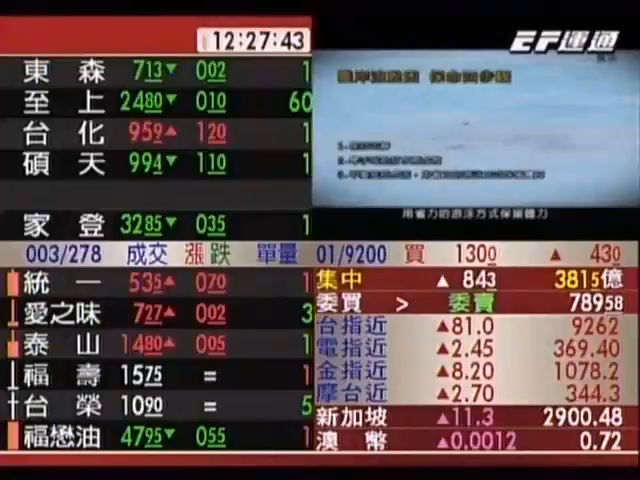 12:27:43
EF運通
東森 713▼ 002 1
至上 2480▼ 010 60
台化 959▲ 120 1
碩天 994▼ 110 1
家登 3285▼ 035 1
用省力的游泳方式保留體力
003/278 成交 漲跌 單量
01/9200 買 1300 ▲ 430
統一 535▲ 070 1
愛之味 727▲ 002 3
泰山 1480▲ 005 1
福壽 1575 = 1
台榮 1090 = 5
福懋油 4795▼ 055 1
集中 ▲ 843 3815億
委買 > 委賣 78958
台指近 ▲81.0 9262
電指近 ▲2.45 369.40
金指近 ▲8.20 1078.2
摩台近 ▲2.70 344.3
新加坡 ▲11.3 2900.48
澳幣 ▲0.0012 0.72